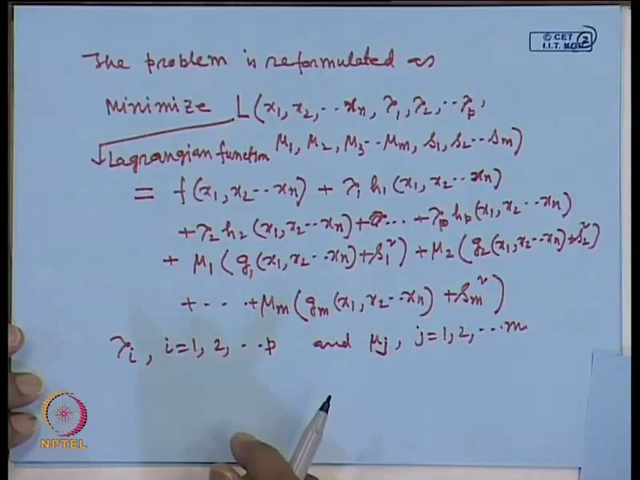 The problem is reformulated as
© CET
I.I.T. KGP
2
Minimize L(x₁, x₂, ·· xₙ, λ₁, λ₂, ·· λₚ,
μ₁, μ₂, μ₃ ·· μₘ, s₁, s₂ ·· sₘ)
Lagrangian function
= f(x₁, x₂ ·· xₙ) + λ₁ h₁(x₁, x₂ ·· xₙ)
+ λ₂ h₂(x₁, x₂ ·· xₙ) + ··· + λₚ hₚ(x₁, x₂ ·· xₙ)
+ μ₁(g₁(x₁, x₂ ·· xₙ) + s₁²) + μ₂(g₂(x₁, x₂ ·· xₙ) + s₂²)
+ ·· ·· + μₘ(gₘ(x₁, x₂ ·· xₙ) + sₘ²)
λᵢ, i=1, 2, ·· p and μⱼ, j=1, 2, ··· m
NPTEL